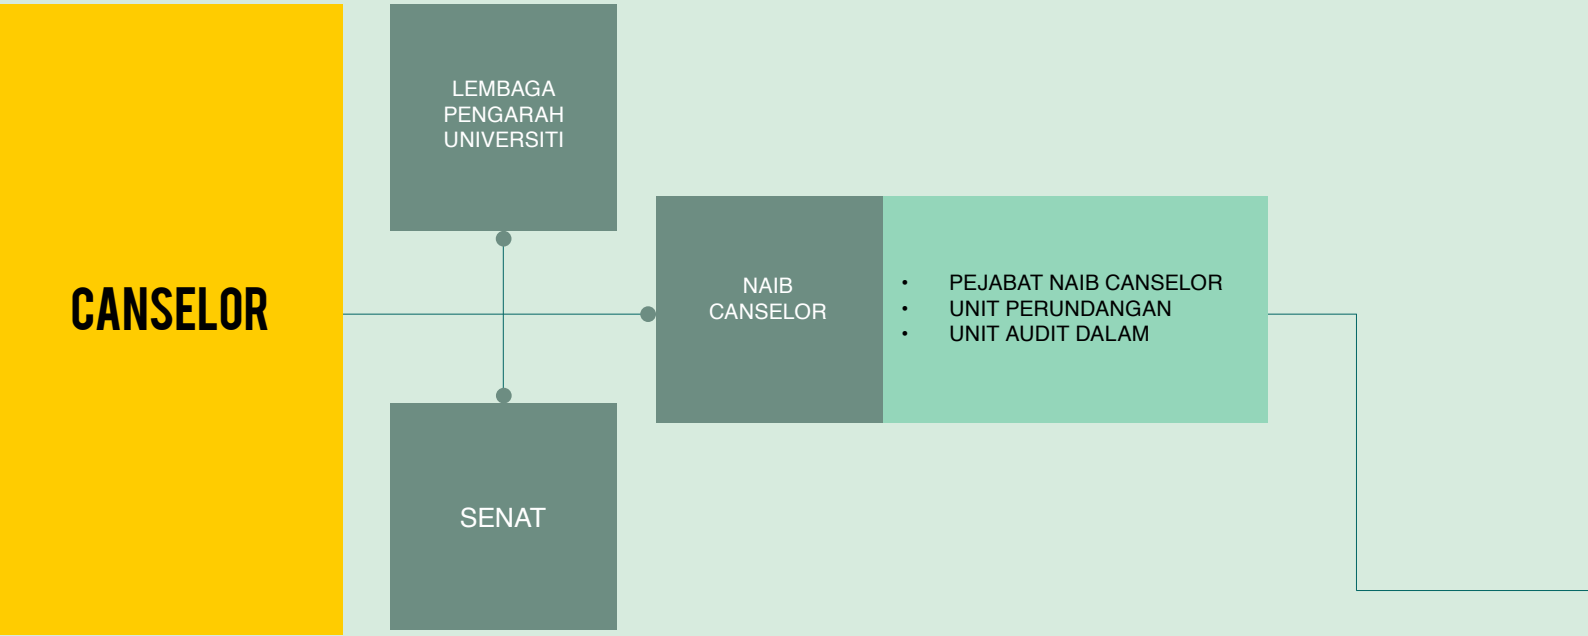 CANSELOR
LEMBAGA
PENGARAH
UNIVERSITI
SENAT
NAIB
CANSELOR
• PEJABAT NAIB CANSELOR
• UNIT PERUNDANGAN
• UNIT AUDIT DALAM